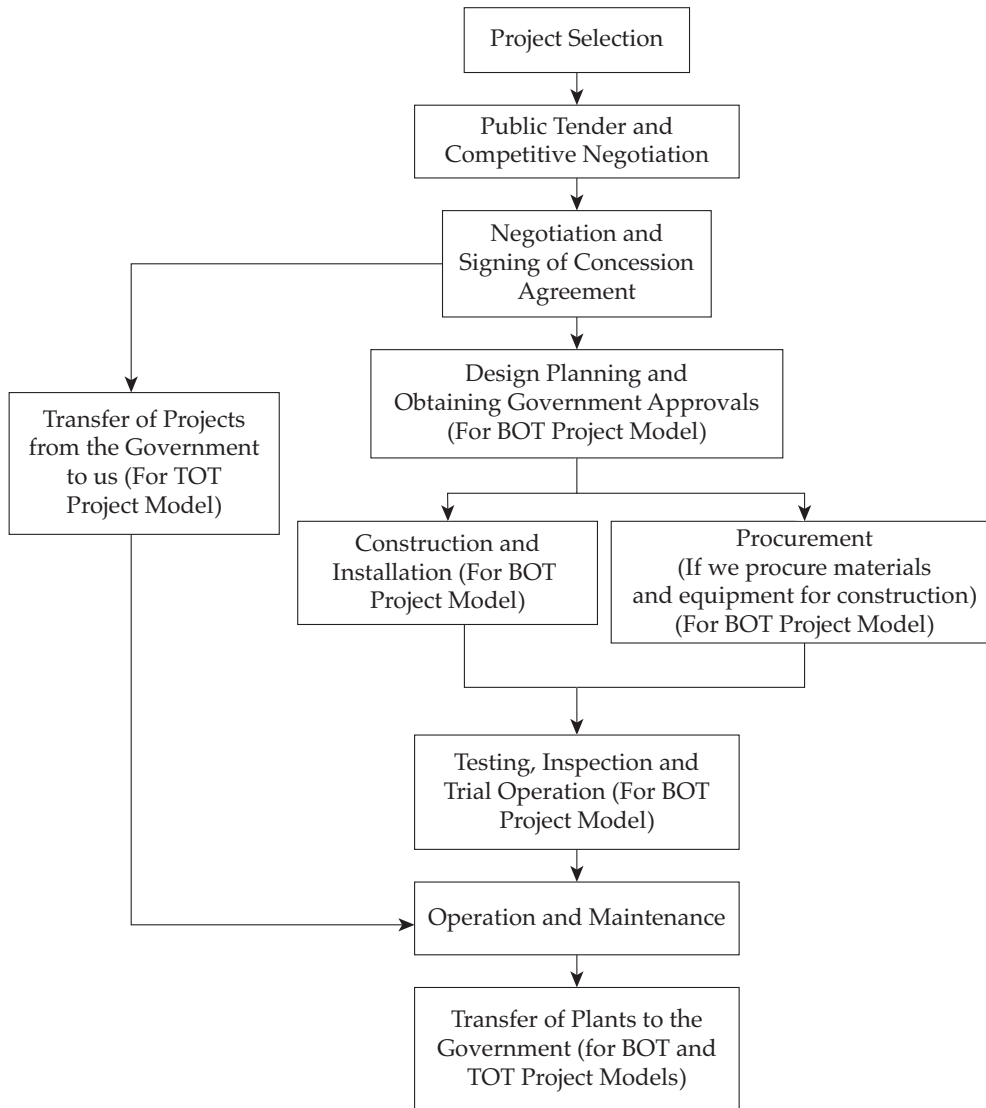 Project Selection
Public Tender and
Competitive Negotiation
Negotiation and
Signing of Concession
Agreement
Design Planning and
Obtaining Government Approvals
(For BOT Project Model)
Transfer of Projects
from the Government
to us (For TOT
Project Model)
Construction and
Installation (For BOT
Project Model)
Procurement
(If we procure materials
and equipment for construction)
(For BOT Project Model)
Testing, Inspection and
Trial Operation (For BOT
Project Model)
Operation and Maintenance
Transfer of Plants to the
Government (for BOT and
TOT Project Models)